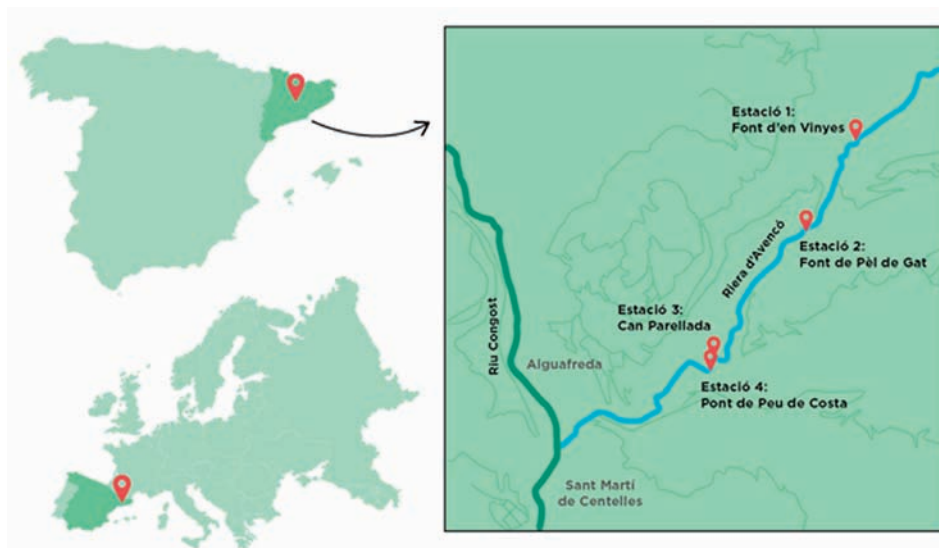 Estació 1:
Font d'en Vinyes
Estació 2:
Font de Pèl de Gat
Riera d'Avencó
Estació 3:
Can Parellada
Riu Congost
Alguafreda
Estació 4:
Pont de Peu de Costa
Sant Martí
de Centelles